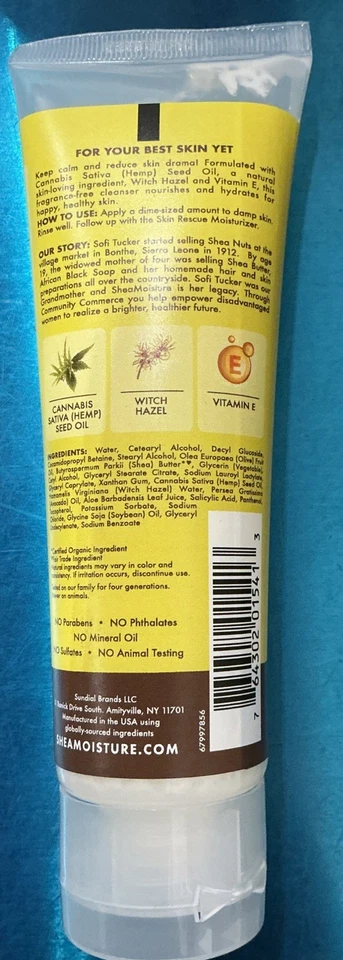 FOR YOUR BEST SKIN YET
Keep calm and reduce skin drama! Formulated with
Cannabis Sativa (Hemp) Seed Oil, a natural
skin-loving ingredient, Witch Hazel and Vitamin E, this
fragrance-free cleanser nourishes and hydrates for
happy, healthy skin.
HOW TO USE: Apply a dime-sized amount to damp skin.
Rinse well. Follow up with the Skin Rescue Moisturizer.
OUR STORY: Sofi Tucker started selling Shea Nuts at the
village market in Bonthe, Sierra Leone in 1912. By age
19, the widowed mother of four was selling Shea Butter,
African Black Soap and her homemade hair and skin
preparations all over the countryside. Sofi Tucker was our
Grandmother and SheaMoisture is her legacy. Through
Community Commerce you help empower disadvantaged
women to realize a brighter, healthier future.
E
CANNABIS
SATIVA (HEMP)
SEED OIL
WITCH
HAZEL
VITAMIN E
INGREDIENTS: Water, Cetearyl Alcohol, Decyl Glucoside,
Cocamidopropyl Betaine, Stearyl Alcohol, Olea Europaea (Olive) Fruit
Oil, Butyrospermum Parkii (Shea) Butter*♥, Glycerin (Vegetable),
Cetyl Alcohol, Glyceryl Stearate Citrate, Sodium Lauroyl Lactylate,
Glyceryl Caprylate, Xanthan Gum, Cannabis Sativa (Hemp) Seed Oil,
Hamamelis Virginiana (Witch Hazel) Water, Persea Gratissima
(Avocado) Oil, Aloe Barbadensis Leaf Juice, Salicylic Acid, Panthenol,
Tocopherol, Potassium Sorbate, Sodium
Chloride, Glycine Soja (Soybean) Oil, Glyceryl
Sodium Benzoate
*Certified Organic Ingredient
Trade Ingredient
ingredients may vary in color and
consistency. If irritation occurs, discontinue use.
on our family for four generations.
on animals.
NO Parabens • NO Phthalates
NO Mineral Oil
NO Sulfates • NO Animal Testing
Sundial Brands LLC
Drive South. Amityville, NY 11701
Manufactured in the USA using
globally-sourced ingredients
SHEAMOISTURE.COM
67997856
7 64302 01541 3